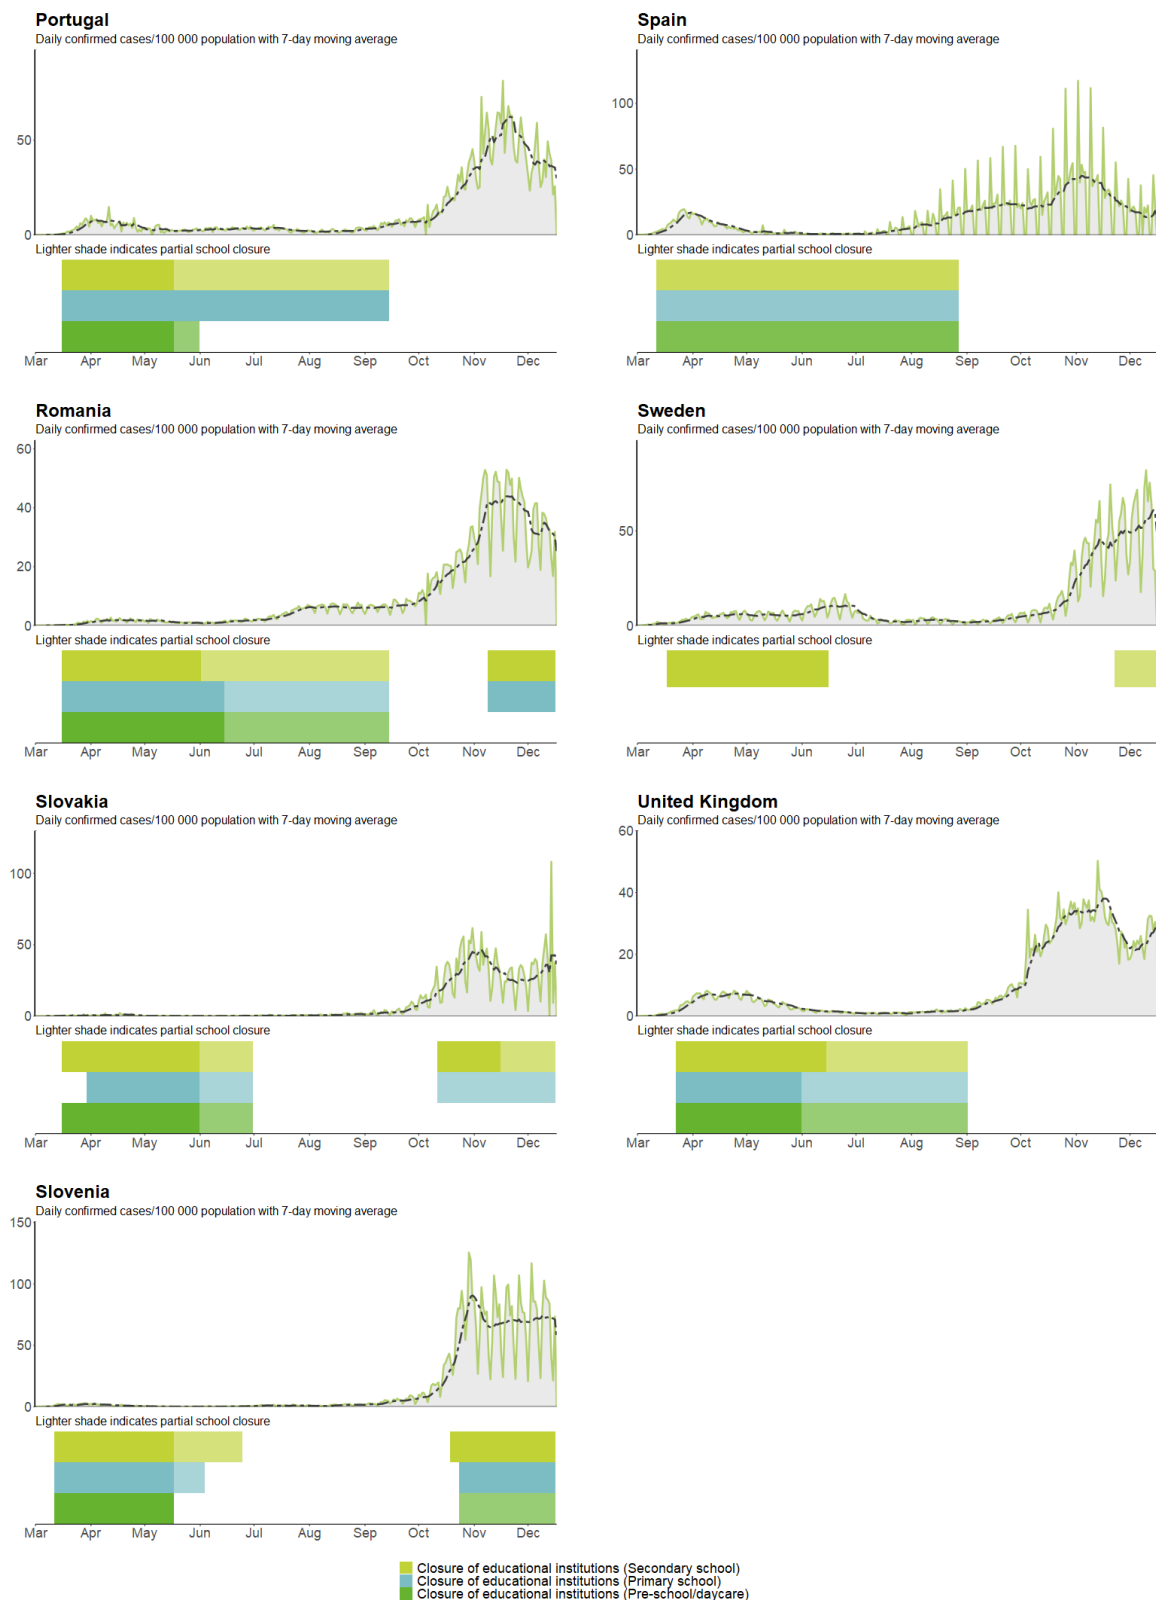 Portugal
Daily confirmed cases/100 000 population with 7-day moving average
50
0
Lighter shade indicates partial school closure
Mar Apr May Jun Jul Aug Sep Oct Nov Dec
Spain
Daily confirmed cases/100 000 population with 7-day moving average
100
50
0
Lighter shade indicates partial school closure
Mar Apr May Jun Jul Aug Sep Oct Nov Dec
Romania
Daily confirmed cases/100 000 population with 7-day moving average
60
40
20
0
Lighter shade indicates partial school closure
Mar Apr May Jun Jul Aug Sep Oct Nov Dec
Sweden
Daily confirmed cases/100 000 population with 7-day moving average
50
0
Lighter shade indicates partial school closure
Mar Apr May Jun Jul Aug Sep Oct Nov Dec
Slovakia
Daily confirmed cases/100 000 population with 7-day moving average
100
50
0
Lighter shade indicates partial school closure
Mar Apr May Jun Jul Aug Sep Oct Nov Dec
United Kingdom
Daily confirmed cases/100 000 population with 7-day moving average
60
40
20
0
Lighter shade indicates partial school closure
Mar Apr May Jun Jul Aug Sep Oct Nov Dec
Slovenia
Daily confirmed cases/100 000 population with 7-day moving average
150
100
50
0
Lighter shade indicates partial school closure
Mar Apr May Jun Jul Aug Sep Oct Nov Dec
Closure of educational institutions (Secondary school)
Closure of educational institutions (Primary school)
Closure of educational institutions (Pre-school/daycare)